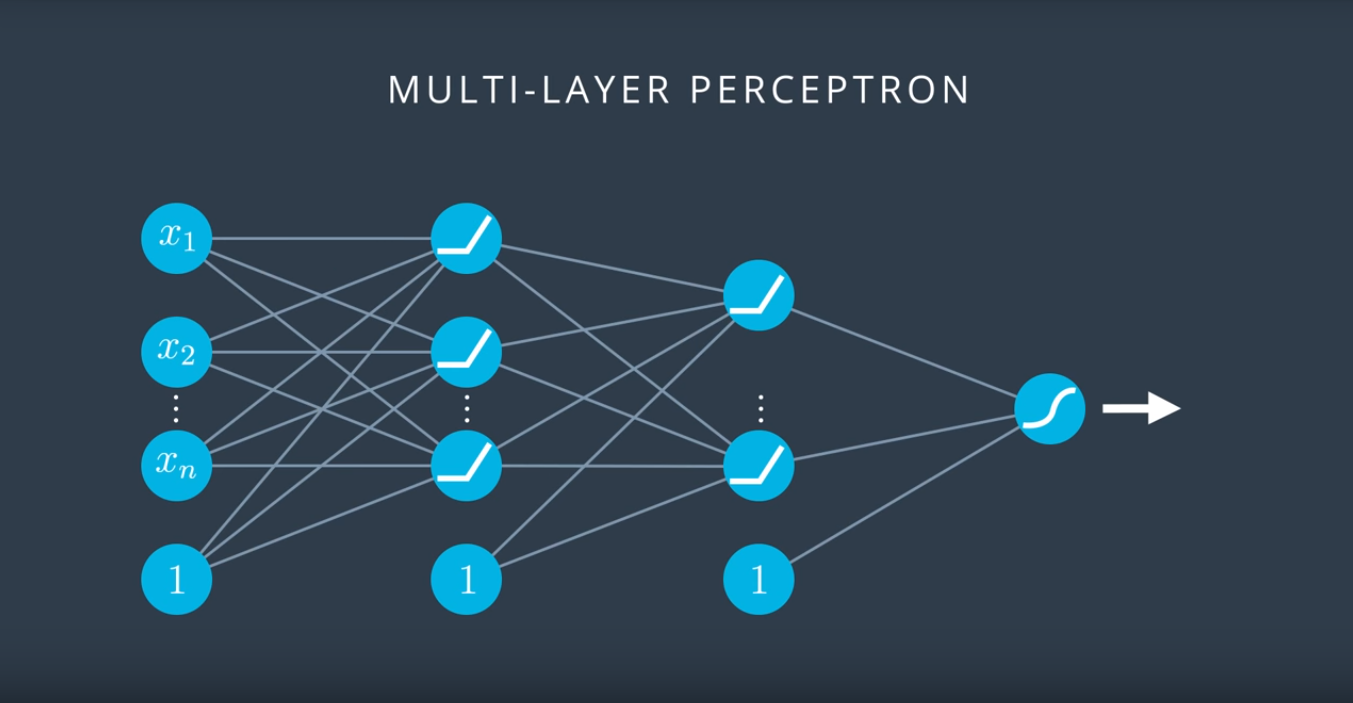 MULTI-LAYER PERCEPTRON
x₁
x₂
xₙ
1
1
1